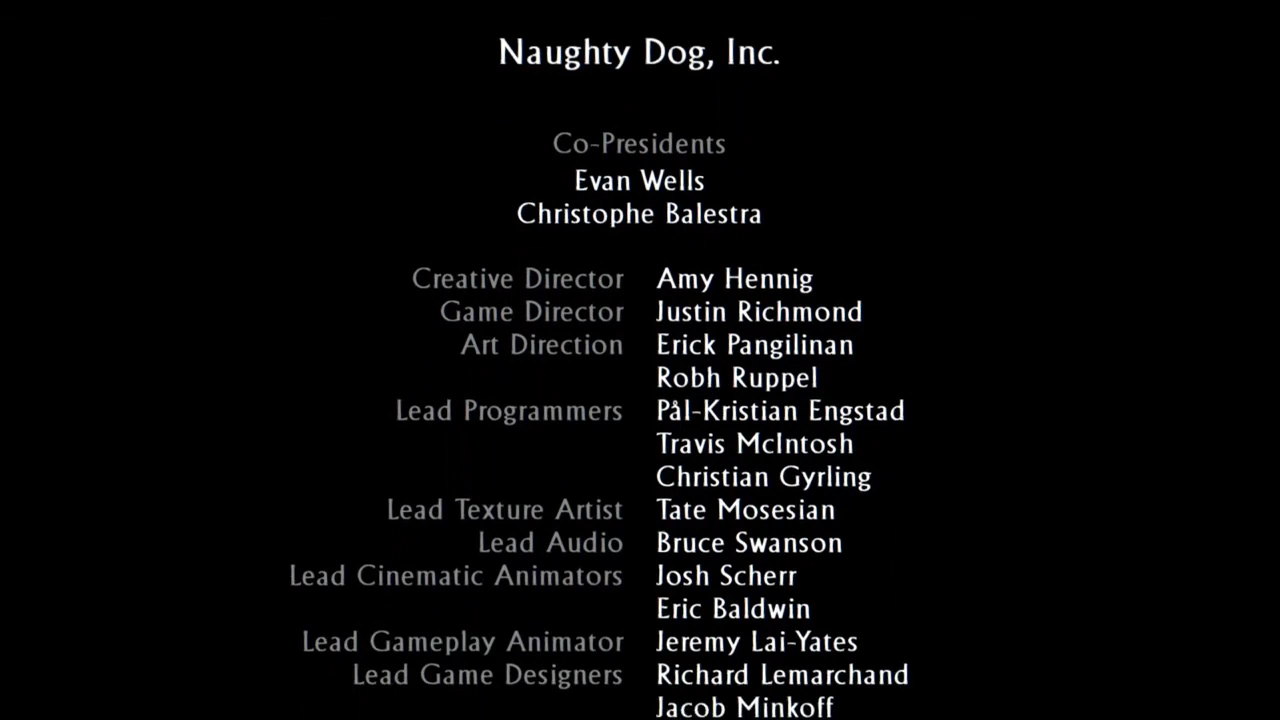 Naughty Dog, Inc.
Co-Presidents
Evan Wells
Christophe Balestra
Creative Director Amy Hennig
Game Director Justin Richmond
Art Direction Erick Pangilinan
Robh Ruppel
Lead Programmers Pål-Kristian Engstad
Travis McIntosh
Christian Gyrling
Lead Texture Artist Tate Mosesian
Lead Audio Bruce Swanson
Lead Cinematic Animators Josh Scherr
Eric Baldwin
Lead Gameplay Animator Jeremy Lai-Yates
Lead Game Designers Richard Lemarchand
Jacob Minkoff